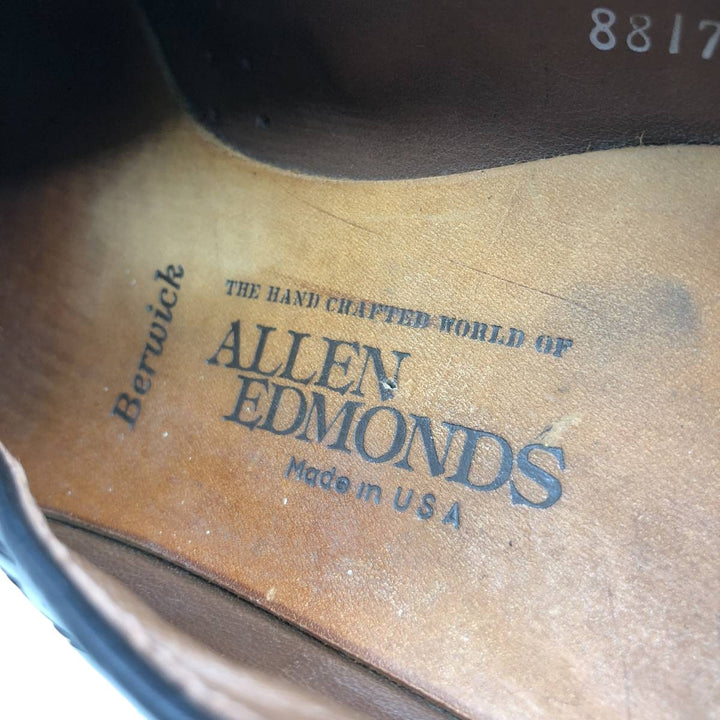 8817
Berwick
THE HAND CRAFTED WORLD OF
ALLEN
EDMONDS
Made in USA